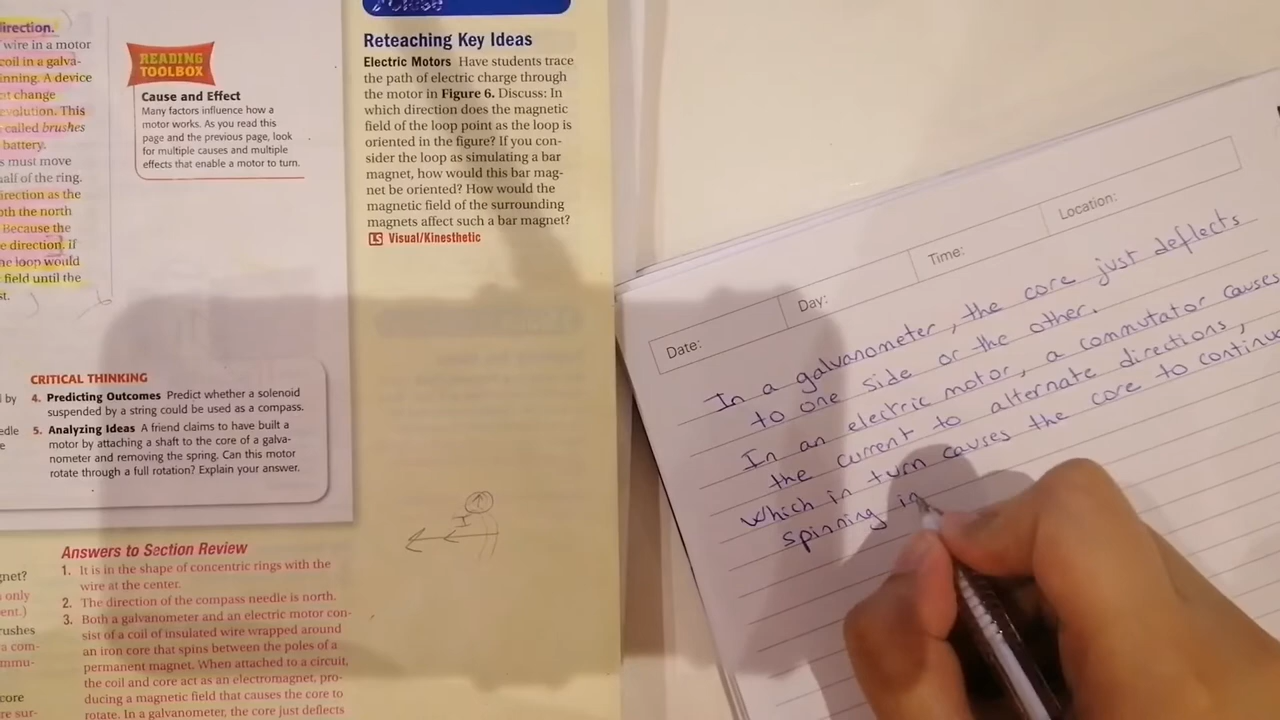 direction.
wire in a motor
coil in a galva-
inning. A device
at change
evolution. This
called brushes
battery.
s must move
half of the ring.
irection as the
oth the north
Because the
e direction, if
he loop would
field until the
st.
READING
TOOLBOX
Cause and Effect
Many factors influence how a
motor works. As you read this
page and the previous page, look
for multiple causes and multiple
effects that enable a motor to turn.
CRITICAL THINKING
4. Predicting Outcomes Predict whether a solenoid
suspended by a string could be used as a compass.
5. Analyzing Ideas A friend claims to have built a
motor by attaching a shaft to the core of a galva-
nometer and removing the spring. Can this motor
rotate through a full rotation? Explain your answer.
by
edle
e
Answers to Section Review
1. It is in the shape of concentric rings with the
wire at the center.
2. The direction of the compass needle is north.
3. Both a galvanometer and an electric motor con-
sist of a coil of insulated wire wrapped around
an iron core that spins between the poles of a
permanent magnet. When attached to a circuit,
the coil and core act as an electromagnet, pro-
ducing a magnetic field that causes the core to
rotate. In a galvanometer, the core just deflects
gnet?
only
ent.)
rushes
a com-
mmu-
core
re sur-
Reteaching Key Ideas
Electric Motors Have students trace
the path of electric charge through
the motor in Figure 6. Discuss: In
which direction does the magnetic
field of the loop point as the loop is
oriented in the figure? If you con-
sider the loop as simulating a bar
magnet, how would this bar mag-
net be oriented? How would the
magnetic field of the surrounding
magnets affect such a bar magnet?
LS Visual/Kinesthetic
I
Date:
Day:
Time:
Location:
In a galvanometer, the core just deflects
to one side or the other.
In an electric motor, a commutator causes
the current to alternate directions,
which in turn causes the core to continue
spinning in